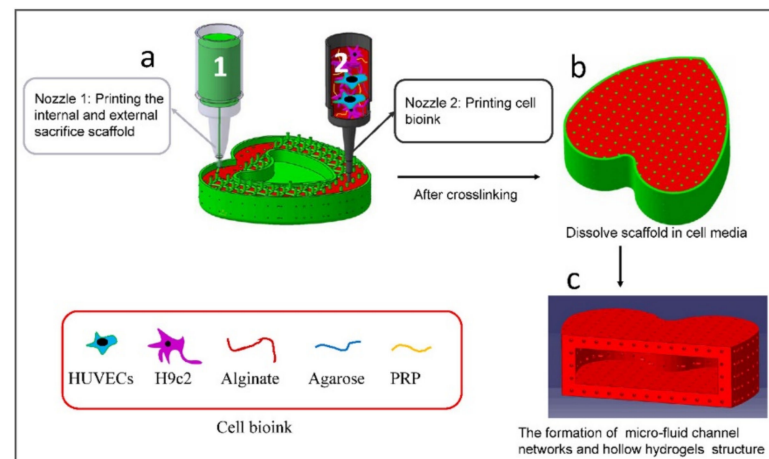 a
1
2
b
Nozzle 1: Printing the
internal and external
sacrifice scaffold
Nozzle 2: Printing cell
bioink
After crosslinking
Dissolve scaffold in cell media
c
HUVECs H9c2 Alginate Agarose PRP
Cell bioink
The formation of micro-fluid channel
networks and hollow hydrogels structure